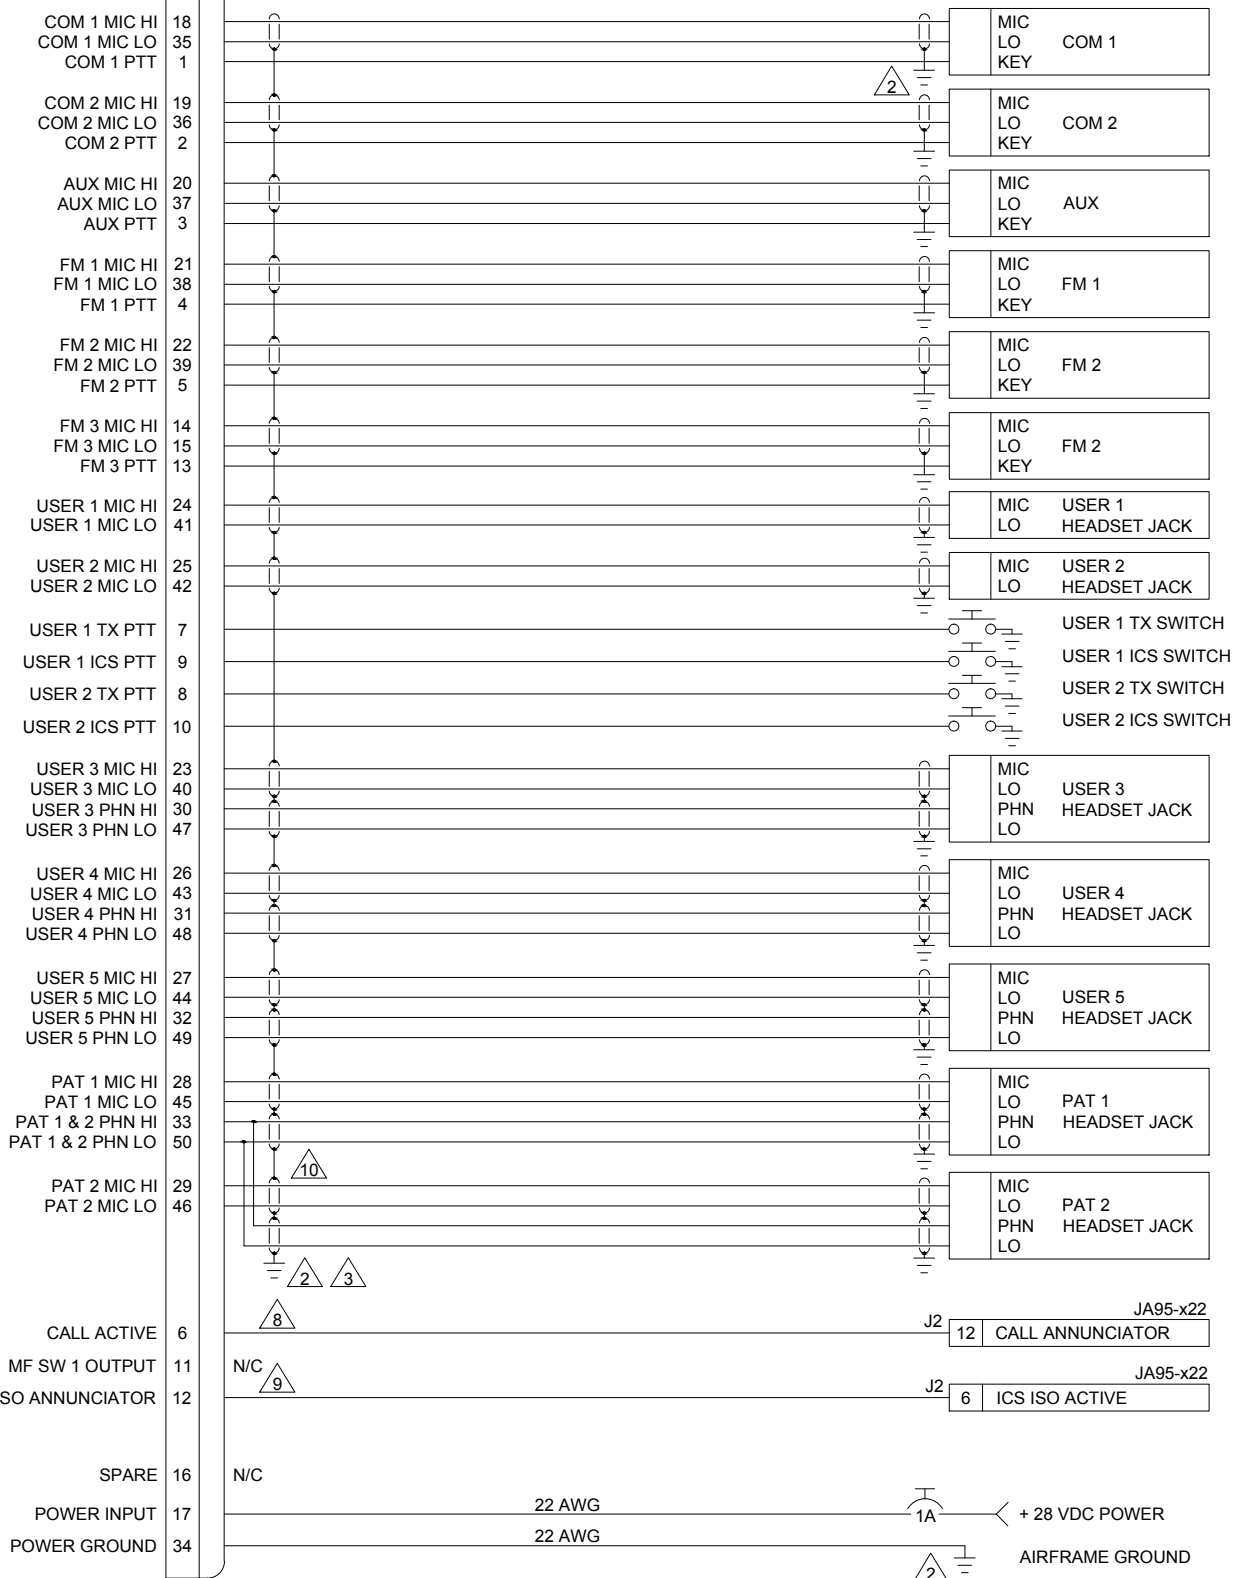 COM 1 MIC HI 18 MIC
COM 1 MIC LO 35 LO COM 1
COM 1 PTT 1 KEY
2
COM 2 MIC HI 19 MIC
COM 2 MIC LO 36 LO COM 2
COM 2 PTT 2 KEY
AUX MIC HI 20 MIC
AUX MIC LO 37 LO AUX
AUX PTT 3 KEY
FM 1 MIC HI 21 MIC
FM 1 MIC LO 38 LO FM 1
FM 1 PTT 4 KEY
FM 2 MIC HI 22 MIC
FM 2 MIC LO 39 LO FM 2
FM 2 PTT 5 KEY
FM 3 MIC HI 14 MIC
FM 3 MIC LO 15 LO FM 2
FM 3 PTT 13 KEY
USER 1 MIC HI 24 MIC USER 1
USER 1 MIC LO 41 LO HEADSET JACK
USER 2 MIC HI 25 MIC USER 2
USER 2 MIC LO 42 LO HEADSET JACK
USER 1 TX PTT 7 USER 1 TX SWITCH
USER 1 ICS PTT 9 USER 1 ICS SWITCH
USER 2 TX PTT 8 USER 2 TX SWITCH
USER 2 ICS PTT 10 USER 2 ICS SWITCH
USER 3 MIC HI 23 MIC
USER 3 MIC LO 40 LO USER 3
USER 3 PHN HI 30 PHN HEADSET JACK
USER 3 PHN LO 47 LO
USER 4 MIC HI 26 MIC
USER 4 MIC LO 43 LO USER 4
USER 4 PHN HI 31 PHN HEADSET JACK
USER 4 PHN LO 48 LO
USER 5 MIC HI 27 MIC
USER 5 MIC LO 44 LO USER 5
USER 5 PHN HI 32 PHN HEADSET JACK
USER 5 PHN LO 49 LO
PAT 1 MIC HI 28 MIC
PAT 1 MIC LO 45 LO PAT 1
PAT 1 & 2 PHN HI 33 PHN HEADSET JACK
PAT 1 & 2 PHN LO 50 LO
10
PAT 2 MIC HI 29 MIC
PAT 2 MIC LO 46 LO PAT 2
PHN HEADSET JACK
LO
2 3
JA95-x22
8
CALL ACTIVE 6 J2 12 CALL ANNUNCIATOR
MF SW 1 OUTPUT 11 N/C
JA95-x22
9
SO ANNUNCIATOR 12 J2 6 ICS ISO ACTIVE
SPARE 16 N/C
22 AWG
POWER INPUT 17 1A + 28 VDC POWER
22 AWG
POWER GROUND 34 AIRFRAME GROUND
2